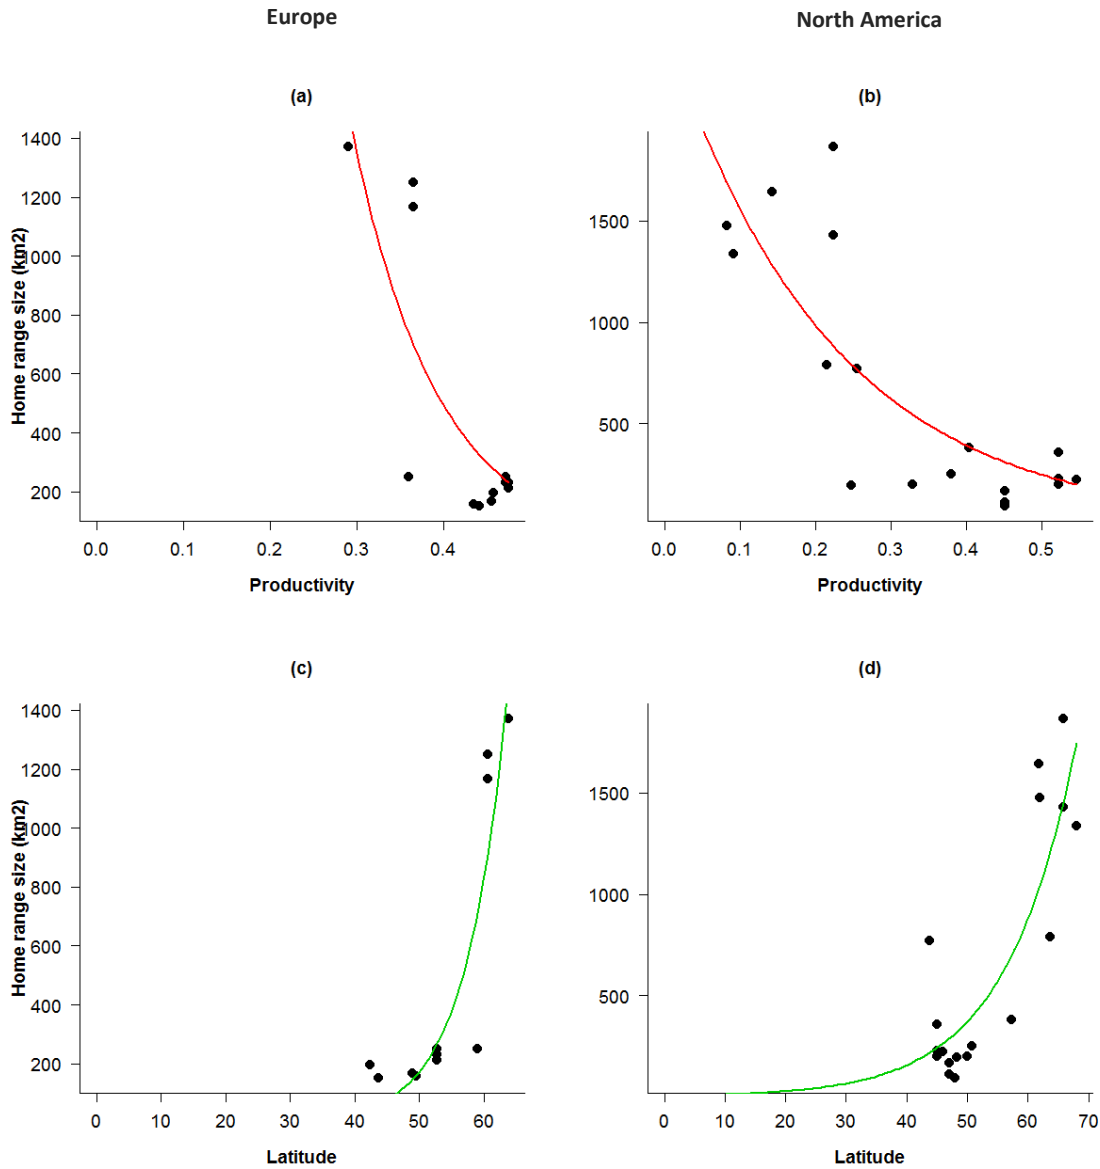 Europe
North America
(a)
(b)
Home range size (km2)
1400
1200
1000
800
600
400
200
0.0 0.1 0.2 0.3 0.4
Productivity
1500
1000
500
0.0 0.1 0.2 0.3 0.4 0.5
Productivity
(c)
(d)
Home range size (km2)
1400
1200
1000
800
600
400
200
0 10 20 30 40 50 60
Latitude
1500
1000
500
0 10 20 30 40 50 60 70
Latitude